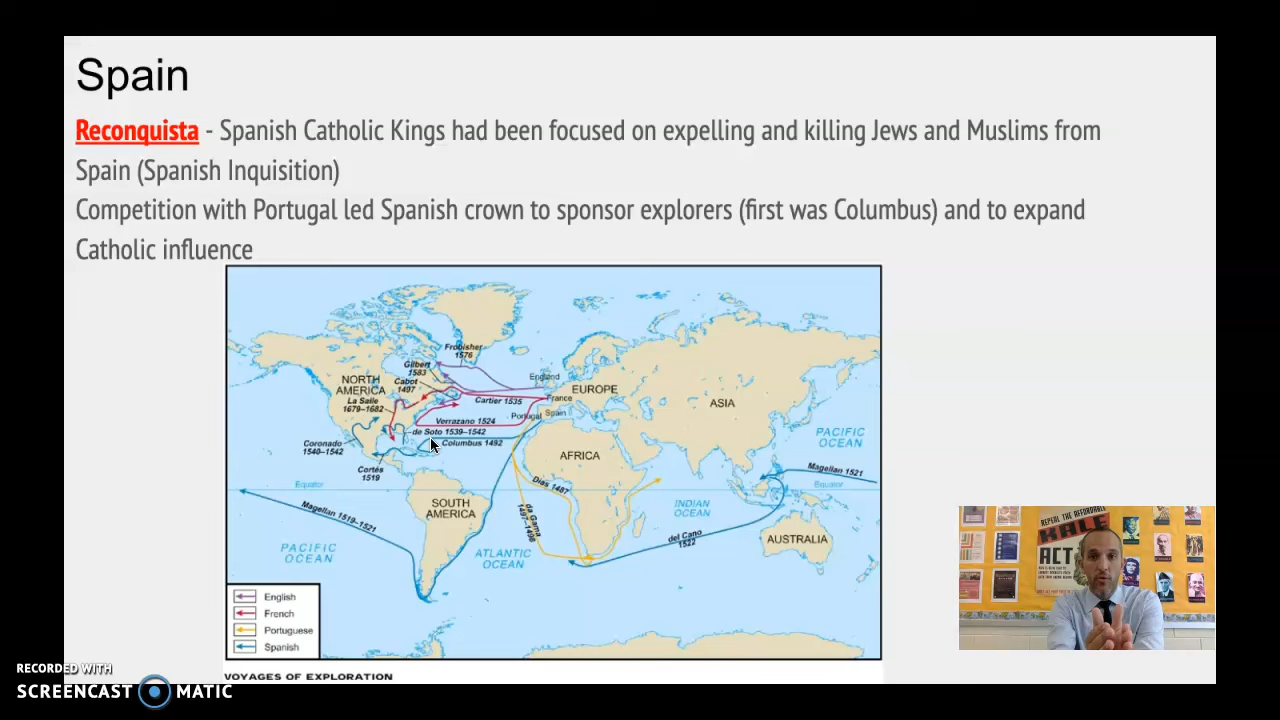 Spain
Reconquista - Spanish Catholic Kings had been focused on expelling and killing Jews and Muslims from
Spain (Spanish Inquisition)
Competition with Portugal led Spanish crown to sponsor explorers (first was Columbus) and to expand
Catholic influence
Frobisher
1576
Gilbert
1583
Cabot
1497
NORTH
AMERICA
La Salle
1679–1682
England
EUROPE
France
Cartier 1535
Portugal
Spain
ASIA
Verrazano 1524
de Soto 1539–1542
Columbus 1492
Coronado
1540–1542
Cortés
1519
AFRICA
PACIFIC
OCEAN
Magellan 1521
Equator
Equator
Dias 1487
da Gama
1497–1498
SOUTH
AMERICA
INDIAN
OCEAN
Magellan 1519–1521
del Cano
1522
AUSTRALIA
PACIFIC
OCEAN
ATLANTIC
OCEAN
English
French
Portuguese
Spanish
VOYAGES OF EXPLORATION
REPEAL THE AFFORDABLE
KALE
ACT
RECORDED WITH
SCREENCAST MATIC